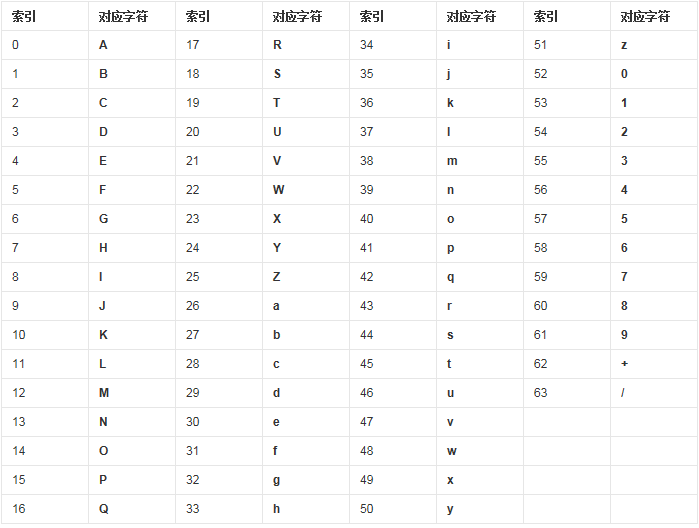 索引 对应字符 索引 对应字符 索引 对应字符 索引 对应字符
0 A 17 R 34 i 51 z
1 B 18 S 35 j 52 0
2 C 19 T 36 k 53 1
3 D 20 U 37 l 54 2
4 E 21 V 38 m 55 3
5 F 22 W 39 n 56 4
6 G 23 X 40 o 57 5
7 H 24 Y 41 p 58 6
8 I 25 Z 42 q 59 7
9 J 26 a 43 r 60 8
10 K 27 b 44 s 61 9
11 L 28 c 45 t 62 +
12 M 29 d 46 u 63 /
13 N 30 e 47 v
14 O 31 f 48 w
15 P 32 g 49 x
16 Q 33 h 50 y